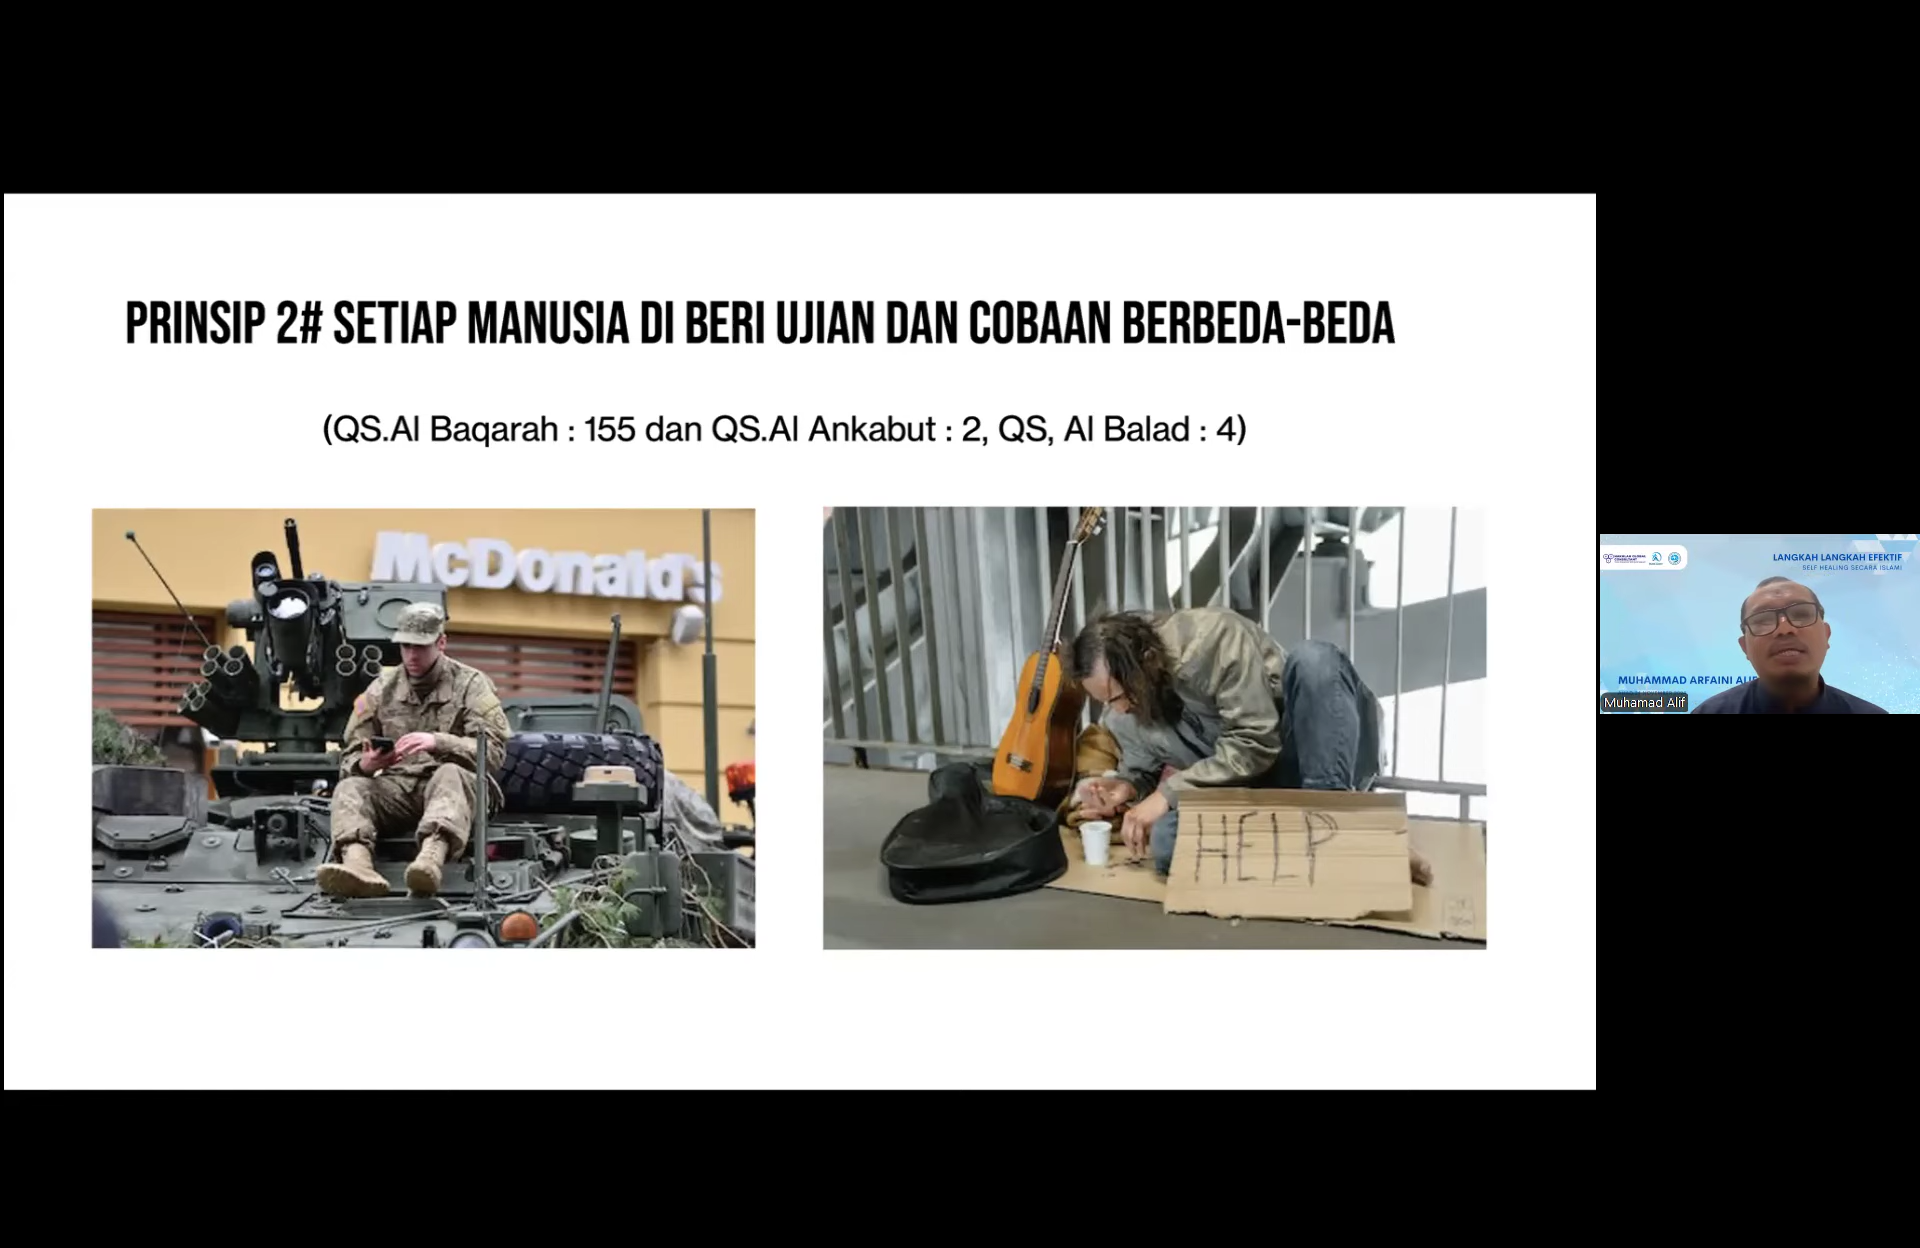 PRINSIP 2# SETIAP MANUSIA DI BERI UJIAN DAN COBAAN BERBEDA-BEDA
(QS.Al Baqarah : 155 dan QS.Al Ankabut : 2, QS, Al Balad : 4)
McDonald's
HELP
LANGKAH LANGKAH EFEKTIF
SELF HEALING SECARA ISLAMI
MUHAMMAD ARFAINI ALIF
Muhamad Alif